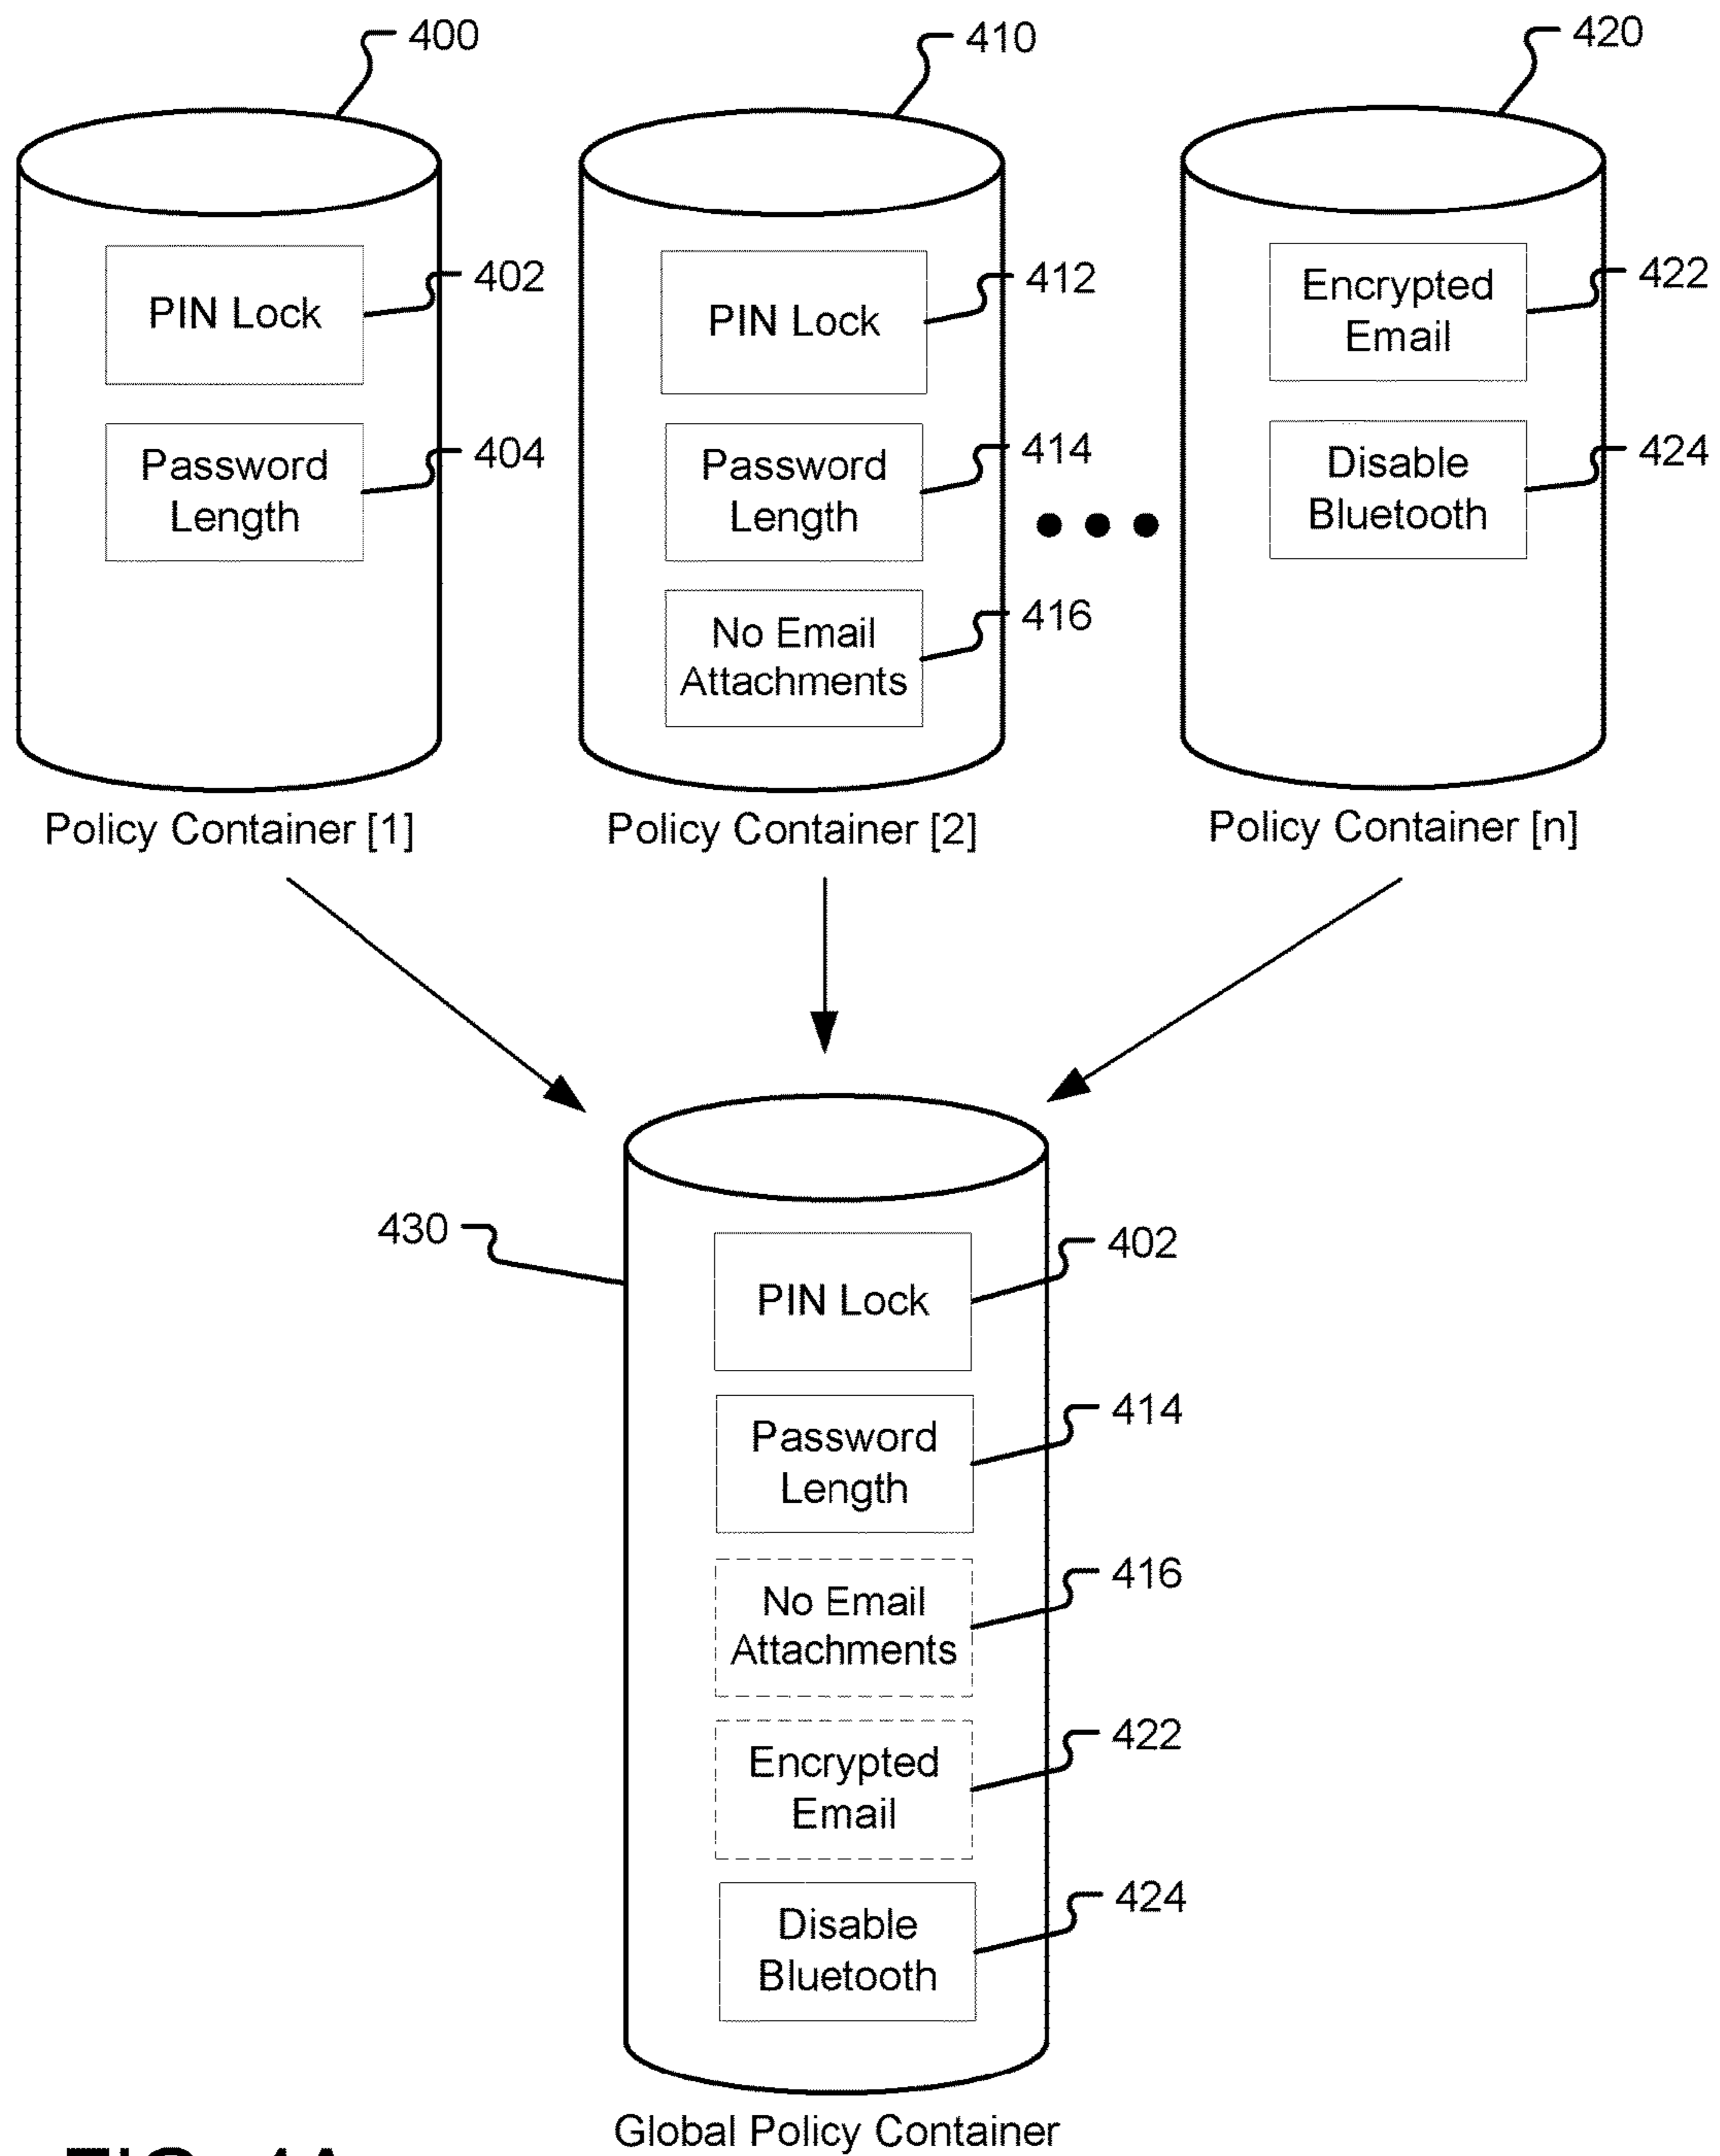 400
410
420
PIN Lock
402
PIN Lock
412
Encrypted
Email
422
Password
Length
404
Password
Length
414
Disable
Bluetooth
424
No Email
Attachments
416
Policy Container [1]
Policy Container [2]
Policy Container [n]
430
PIN Lock
402
Password
Length
414
No Email
Attachments
416
Encrypted
Email
422
Disable
Bluetooth
424
Global Policy Container